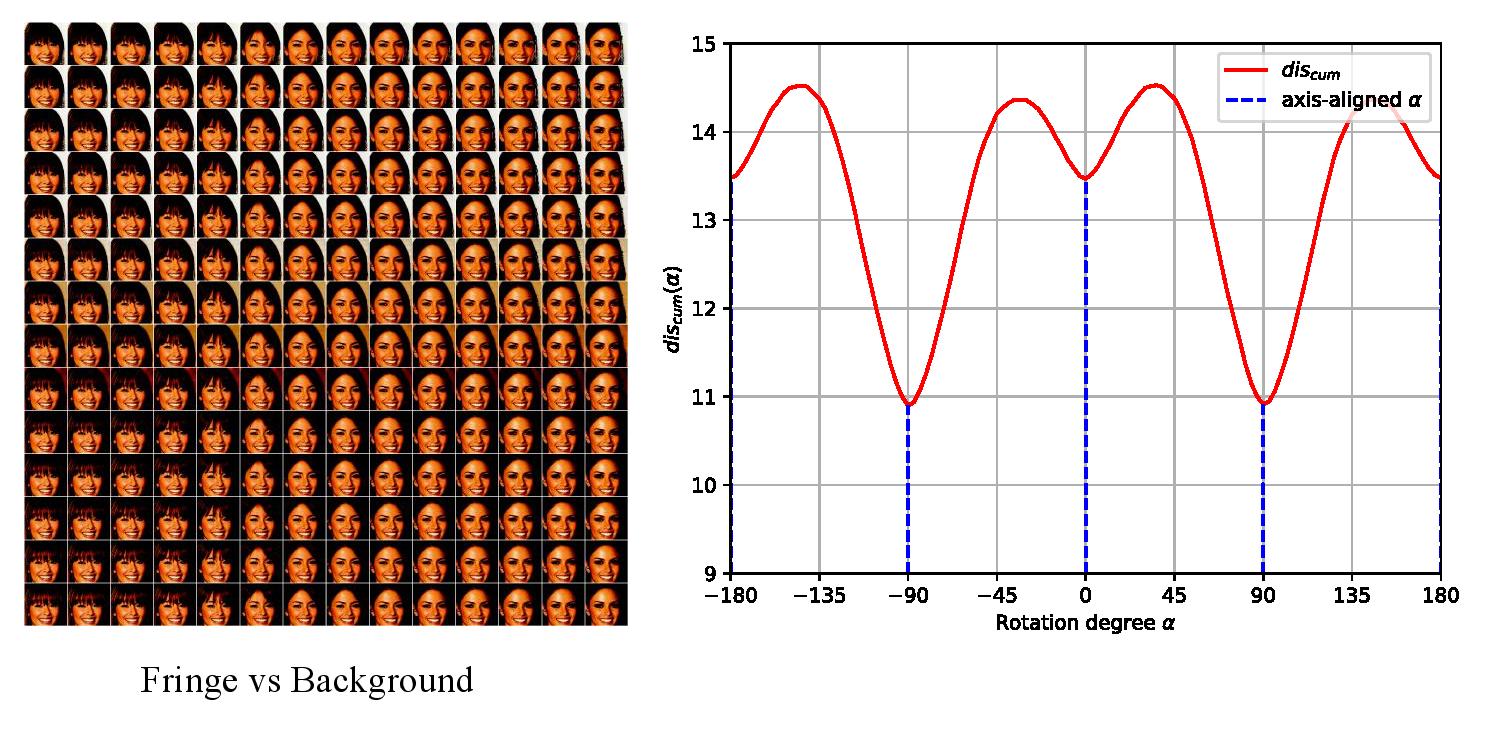 15
14
13
12
11
10
9
dis_cum(α)
dis_cum
axis-aligned α
−180 −135 −90 −45 0 45 90 135 180
Rotation degree α
Fringe vs Background